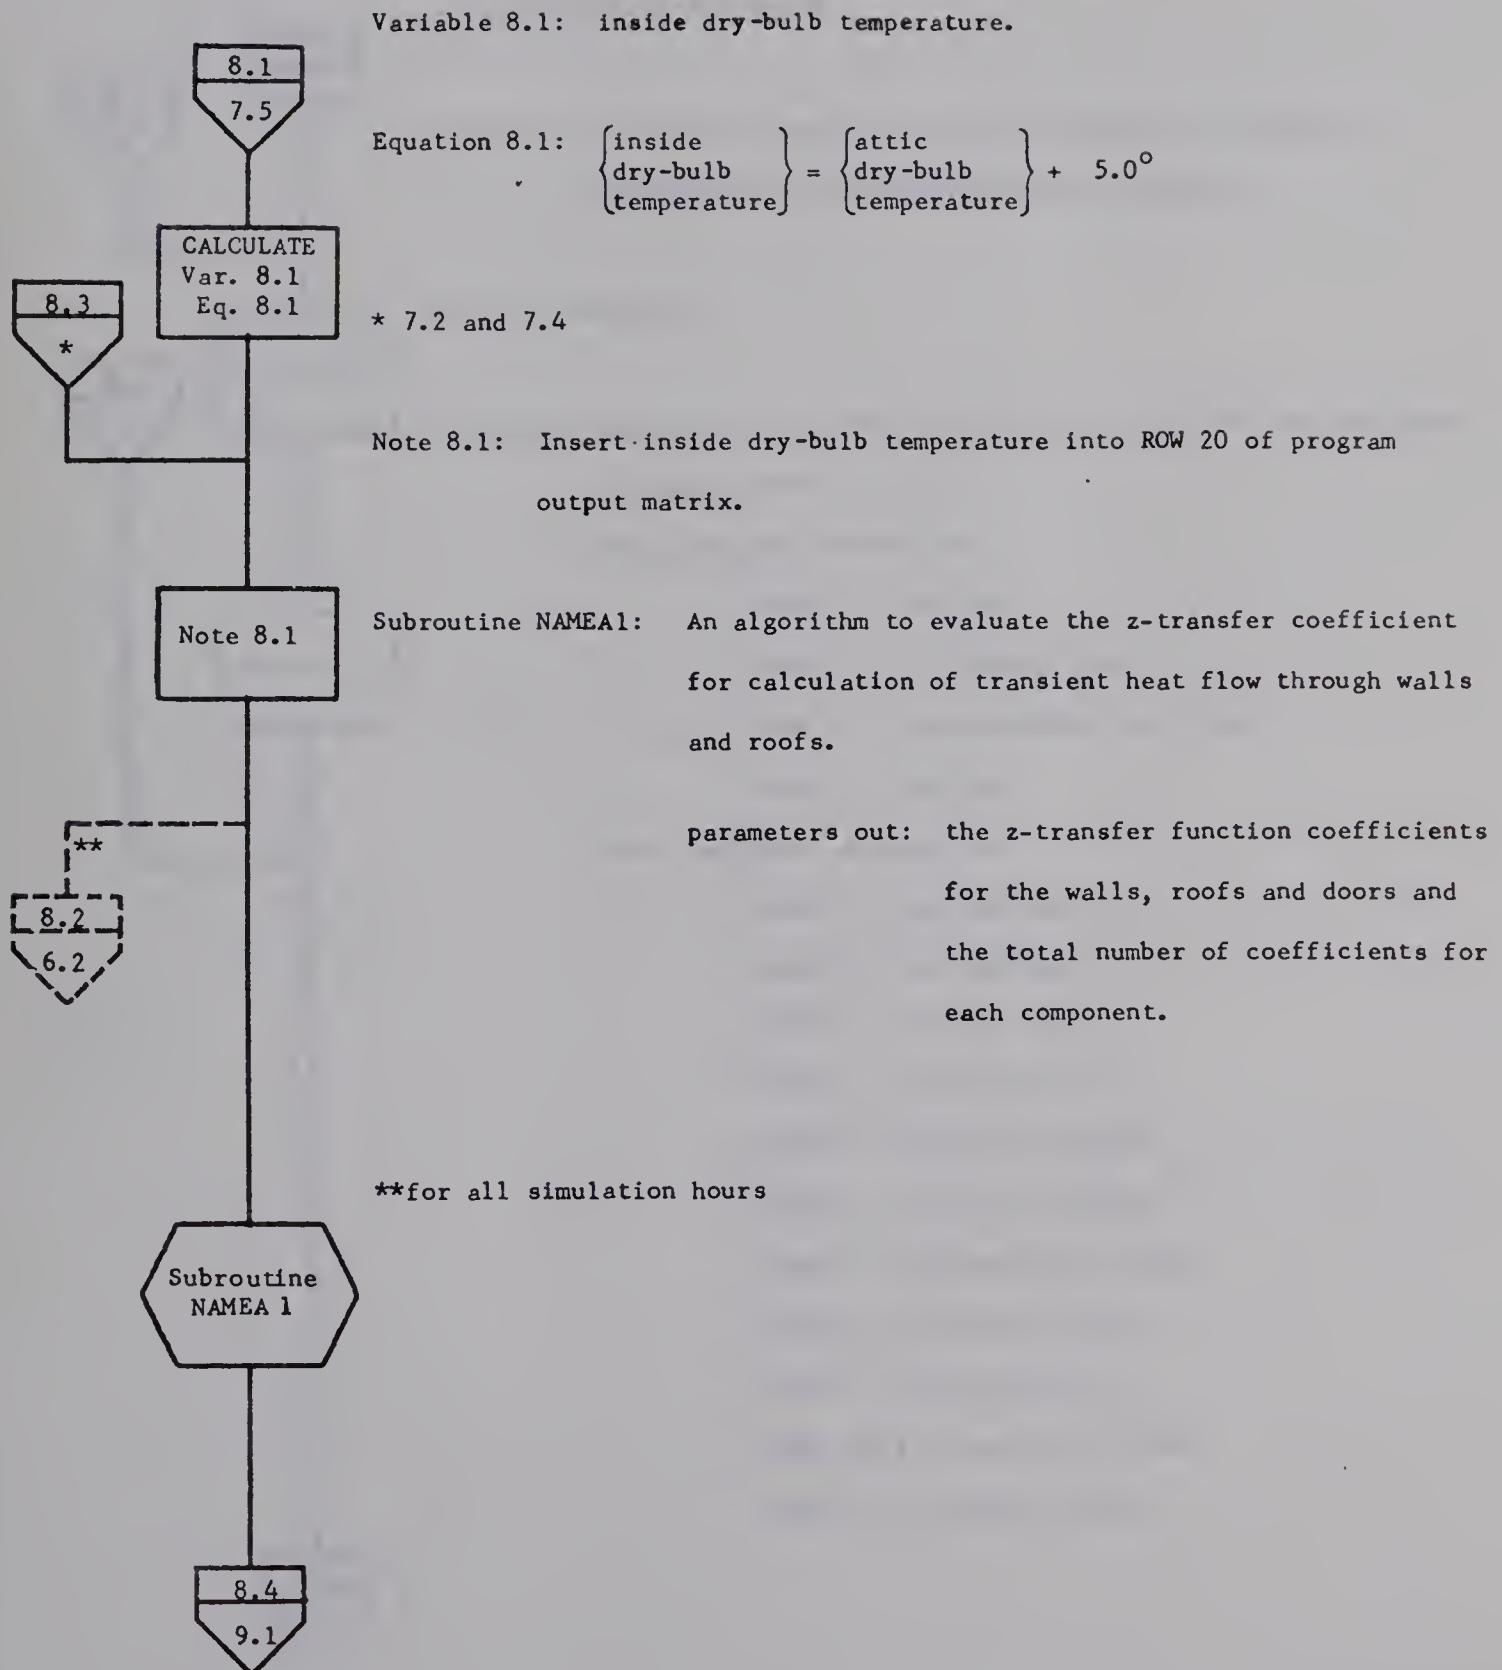 Variable 8.1: inside dry-bulb temperature.
8.1
7.5
Equation 8.1: {inside dry-bulb temperature} = {attic dry-bulb temperature} + 5.0°
CALCULATE
Var. 8.1
Eq. 8.1
8.3
*
* 7.2 and 7.4
Note 8.1: Insert inside dry-bulb temperature into ROW 20 of program
output matrix.
Note 8.1
Subroutine NAMEA1: An algorithm to evaluate the z-transfer coefficient
for calculation of transient heat flow through walls
and roofs.
**
parameters out: the z-transfer function coefficients
for the walls, roofs and doors and
the total number of coefficients for
each component.
8.2
6.2
**for all simulation hours
Subroutine
NAMEA 1
8.4
9.1